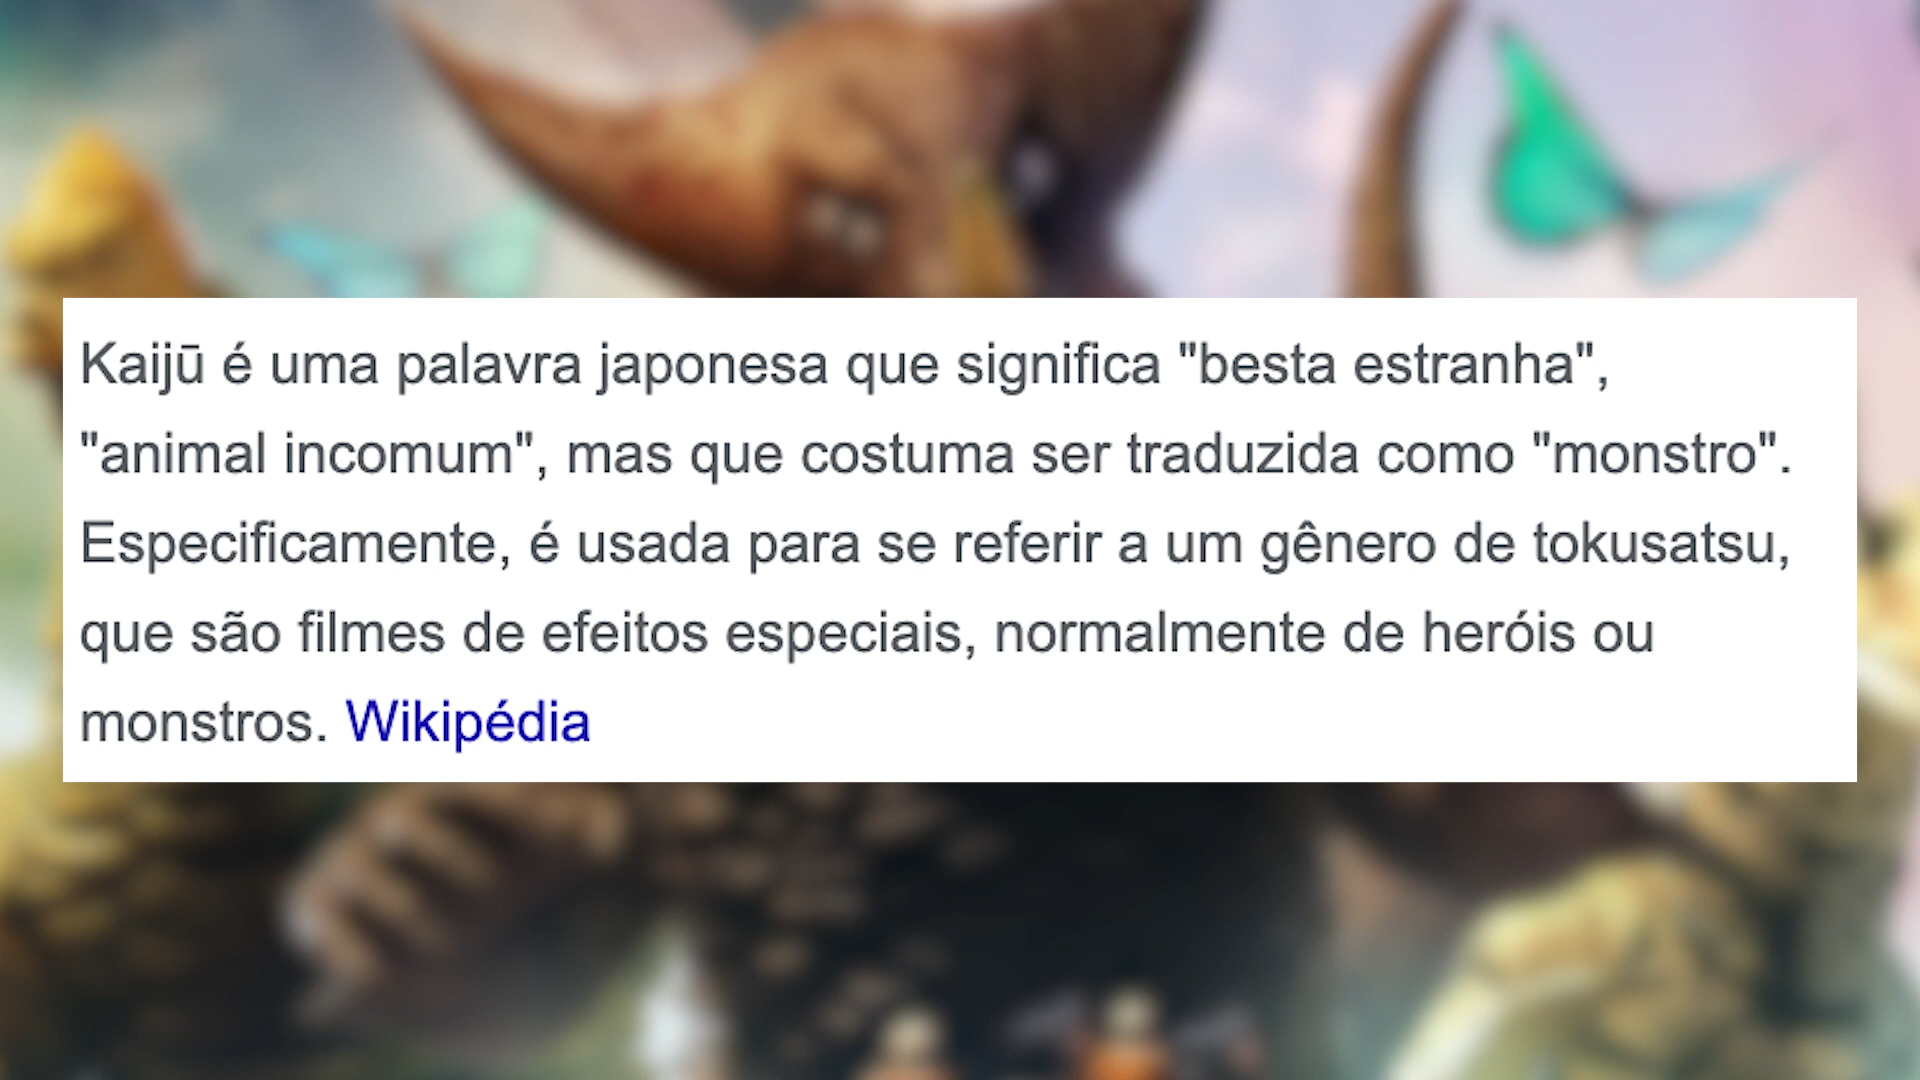 Kaijū é uma palavra japonesa que significa "besta estranha",
"animal incomum", mas que costuma ser traduzida como "monstro".
Especificamente, é usada para se referir a um gênero de tokusatsu,
que são filmes de efeitos especiais, normalmente de heróis ou
monstros. Wikipédia